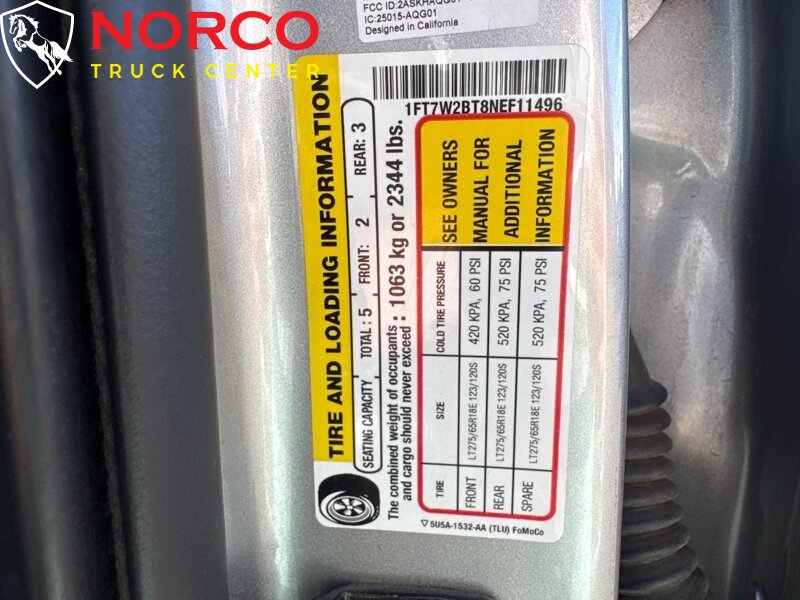 NORCO
TRUCK CENTER
IC:25015-AQG01
Designed in California
TIRE AND LOADING INFORMATION
SEATING CAPACITY TOTAL : 5 FRONT: 2 REAR: 3
The combined weight of occupants : 1063 kg or 2344 lbs.
and cargo should never exceed
1FT7W2BT8NEF11496
TIRE SIZE COLD TIRE PRESSURE
FRONT LT275/65R18E 123/120S 420 KPA, 60 PSI
REAR LT275/65R18E 123/120S 520 KPA, 75 PSI
SPARE LT275/65R18E 123/120S 520 KPA, 75 PSI
SEE OWNERS
MANUAL FOR
ADDITIONAL
INFORMATION
5U5A-1532-AA (TLU) FoMoCo